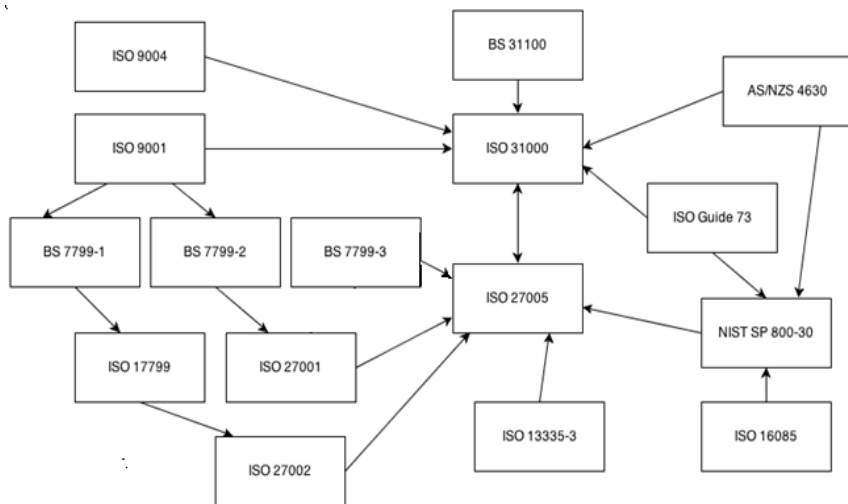 ISO 9004
BS 31100
AS/NZS 4630
ISO 9001
ISO 31000
ISO Guide 73
BS 7799-1
BS 7799-2
BS 7799-3
ISO 27005
NIST SP 800-30
ISO 17799
ISO 27001
ISO 13335-3
ISO 16085
ISO 27002